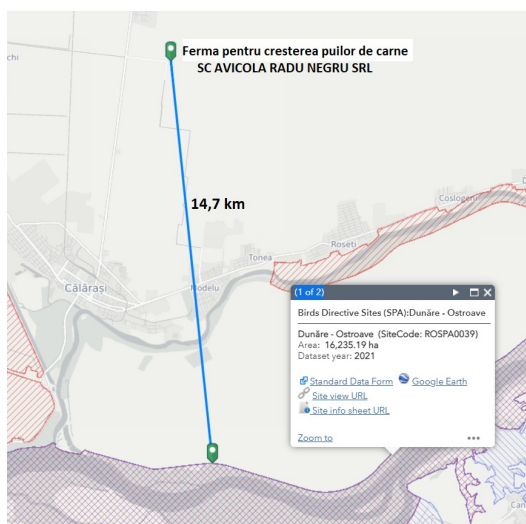 Ferma pentru cresterea puilor de carne
SC AVICOLA RADU NEGRU SRL
chi
14,7 km
Coslogeni
D
Roseti
Tonea
Modelu
Călărași
(1 of 2)
Birds Directive Sites (SPA):Dunăre - Ostroave
Dunăre - Ostroave (SiteCode: ROSPA0039)
Area: 16,235.19 ha
Dataset year: 2021
Standard Data Form Google Earth
Site view URL
Site info sheet URL
Zoom to
Can